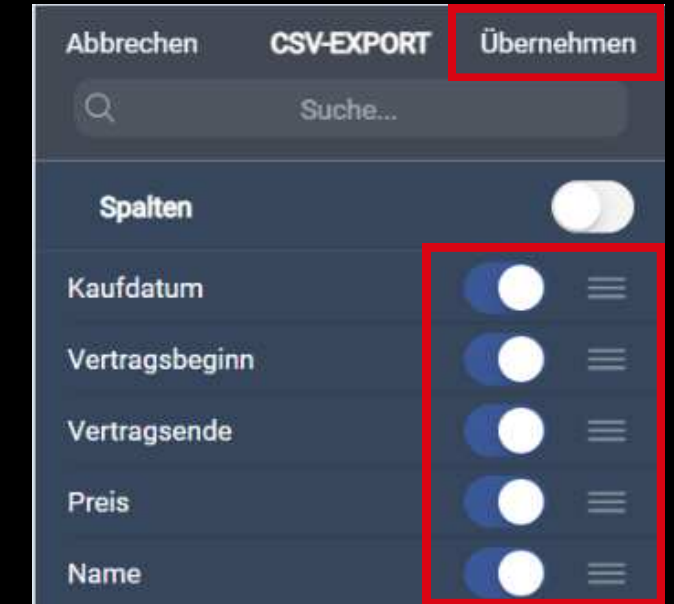 Abbrechen CSV-EXPORT Übernehmen
Suche...
Spalten
Kaufdatum
Vertragsbeginn
Vertragsende
Preis
Name